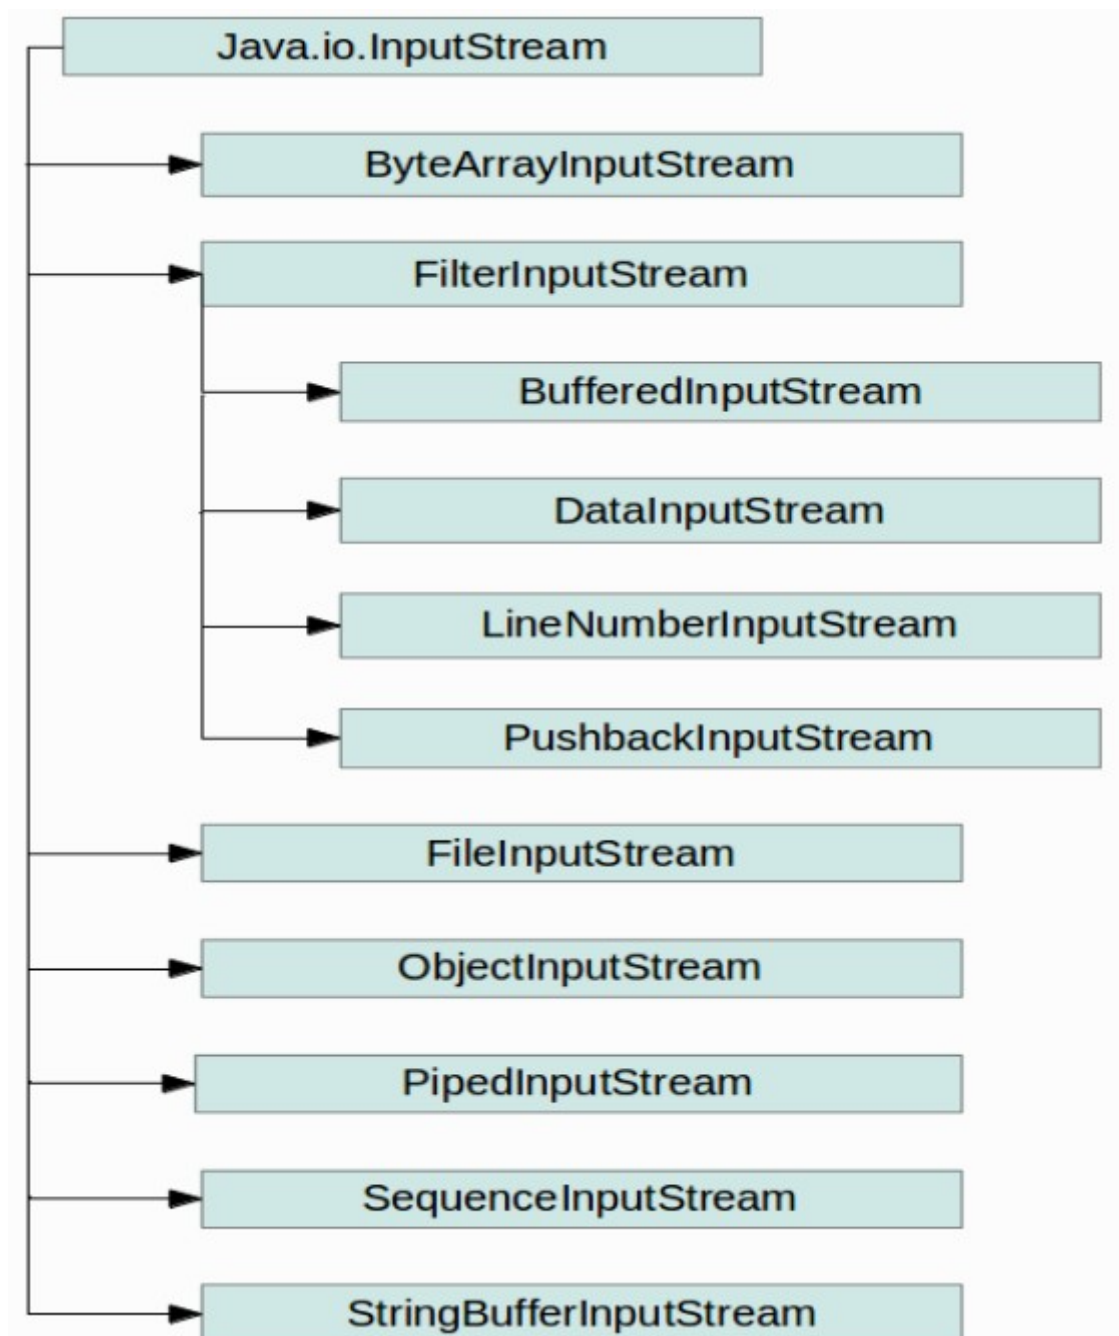 Java.io.InputStream
ByteArrayInputStream
FilterInputStream
BufferedInputStream
DataInputStream
LineNumberInputStream
PushbackInputStream
FileInputStream
ObjectInputStream
PipedInputStream
SequenceInputStream
StringBufferInputStream